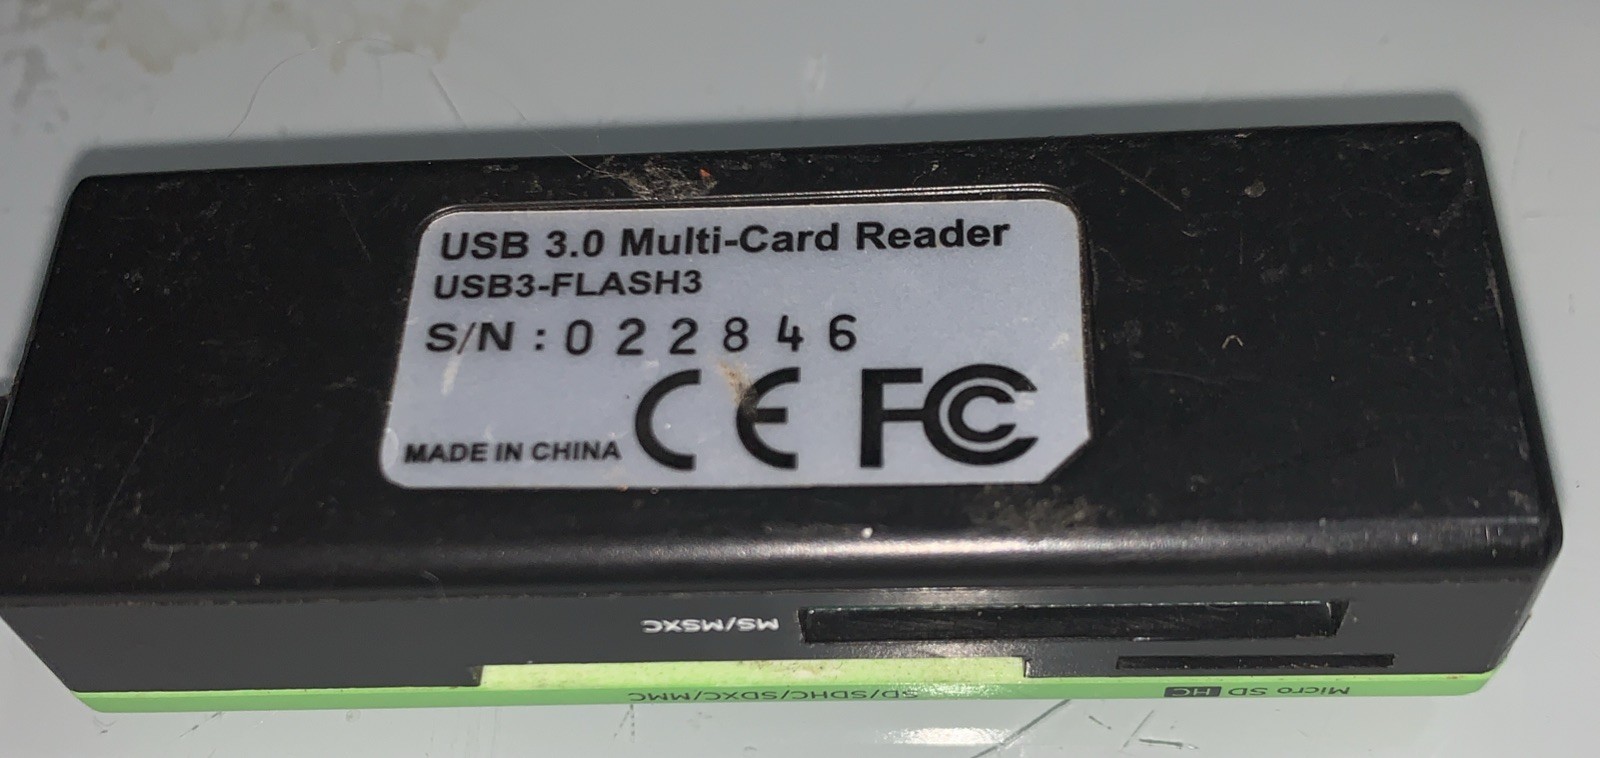 USB 3.0 Multi-Card Reader
USB3-FLASH3
S/N : 022846
MADE IN CHINA CE FC
MS/MSXC
SD/SDHC/SDXC/MMC
Micro SD HC